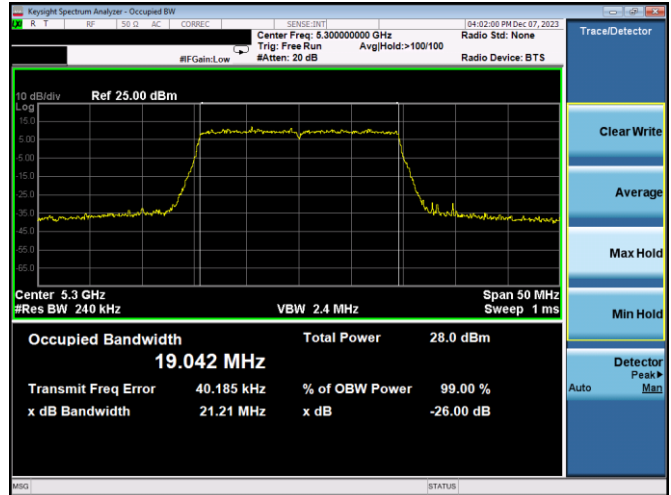 Keysight Spectrum Analyzer - Occupied BW
LXI R T RF 50 Ω AC CORREC SENSE:INT 04:02:00 PM Dec 07, 2023
Center Freq: 5.300000000 GHz Radio Std: None
Trig: Free Run Avg|Hold:>100/100
#IFGain:Low #Atten: 20 dB Radio Device: BTS
Trace/Detector
10 dB/div Ref 25.00 dBm
Log
15.0
5.00
-5.00
-15.0
-25.0
-35.0
-45.0
-55.0
-65.0
Center 5.3 GHz Span 50 MHz
#Res BW 240 kHz VBW 2.4 MHz Sweep 1 ms
Occupied Bandwidth Total Power 28.0 dBm
19.042 MHz
Transmit Freq Error 40.185 kHz % of OBW Power 99.00 %
x dB Bandwidth 21.21 MHz x dB -26.00 dB
Clear Write
Average
Max Hold
Min Hold
Detector
Peak▶
Auto Man
MSG STATUS